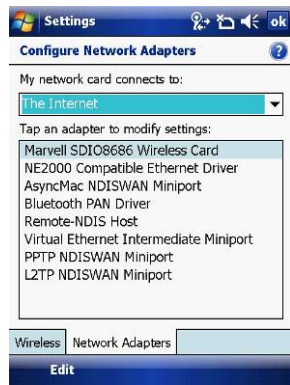 Settings
ok
Configure Network Adapters
?
My network card connects to:
The Internet
Tap an adapter to modify settings:
Marvell SDIO8686 Wireless Card
NE2000 Compatible Ethernet Driver
AsyncMac NDISWAN Miniport
Bluetooth PAN Driver
Remote-NDIS Host
Virtual Ethernet Intermediate Miniport
PPTP NDISWAN Miniport
L2TP NDISWAN Miniport
Wireless Network Adapters
Edit